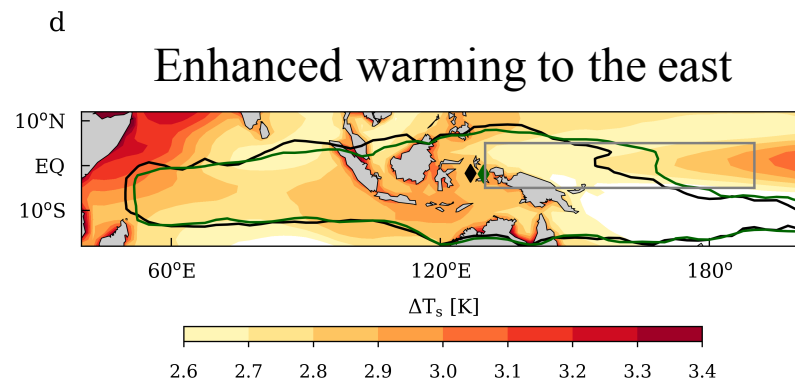 d
Enhanced warming to the east
10°N
EQ
10°S
60°E 120°E 180°
ΔTₛ [K]
2.6 2.7 2.8 2.9 3.0 3.1 3.2 3.3 3.4